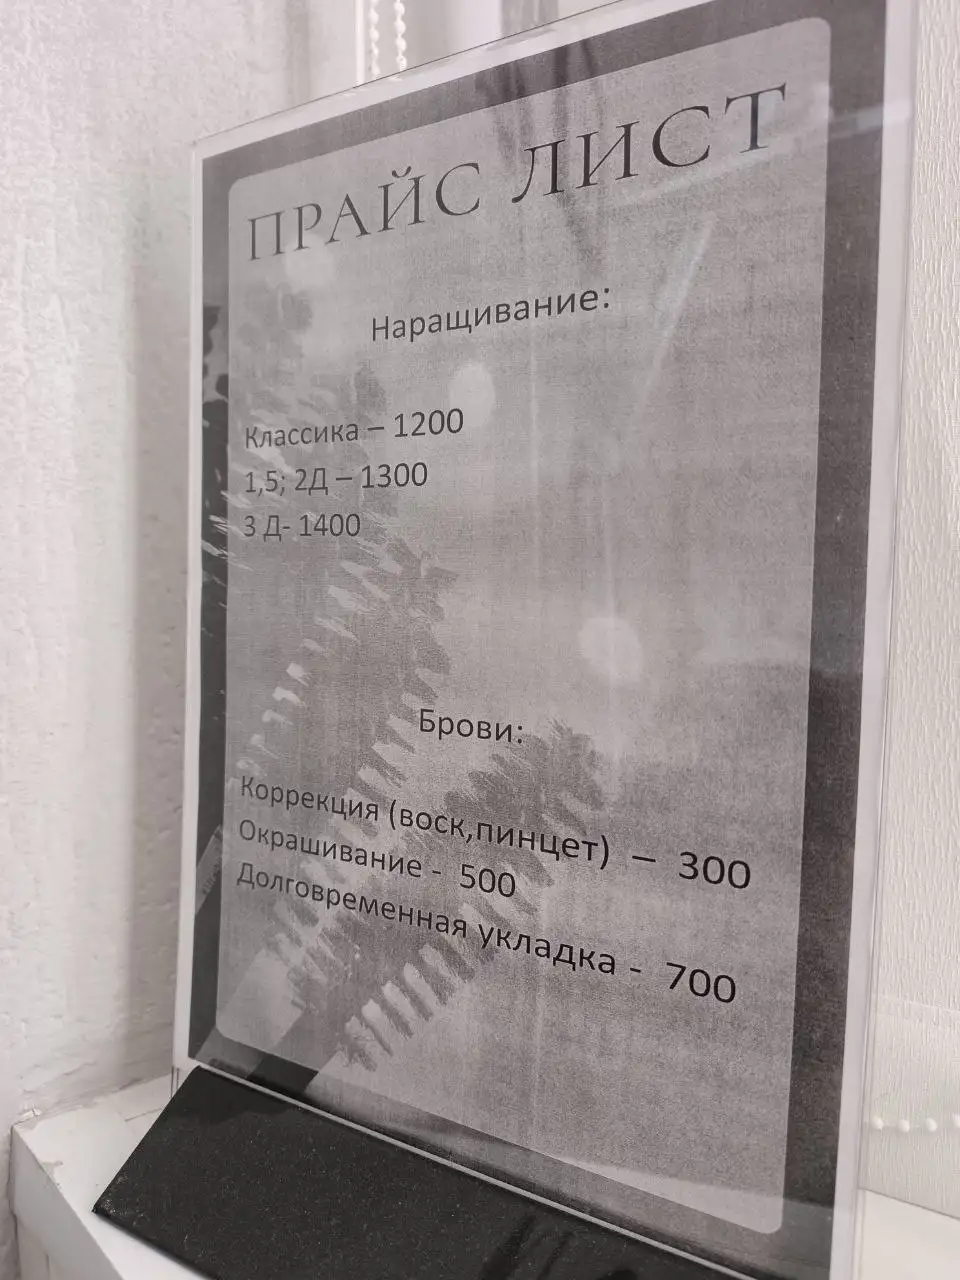 ПРАЙС ЛИСТ
Наращивание:
Классика – 1200
1,5; 2Д – 1300
3 Д- 1400
Брови:
Коррекция (воск,пинцет) – 300
Окрашивание - 500
Долговременная укладка - 700